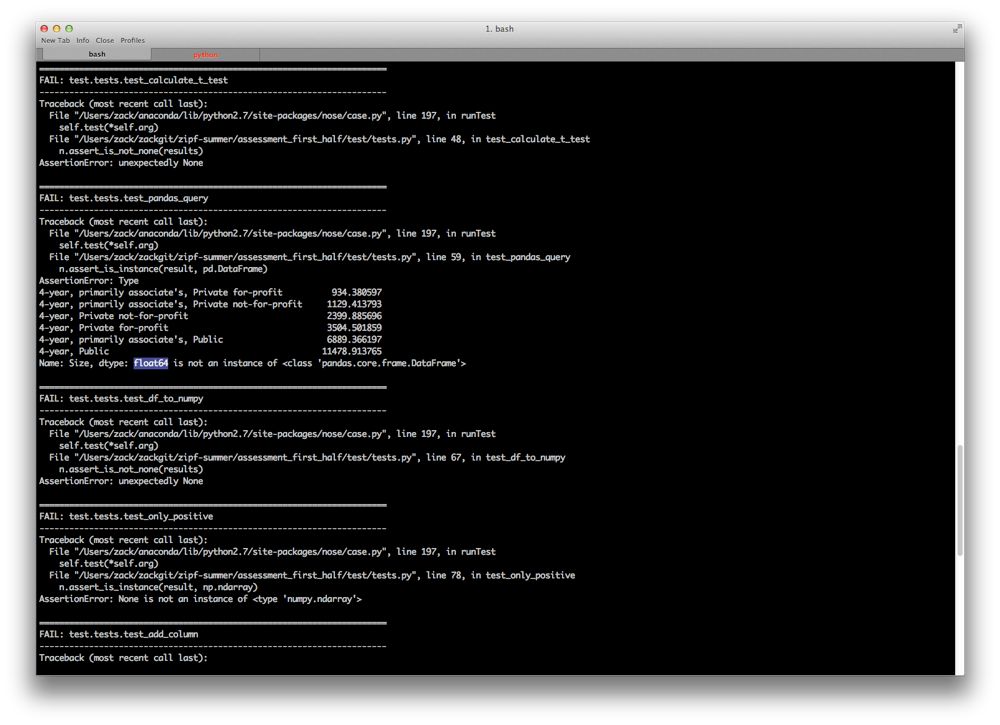 1. bash
New Tab Info Close Profiles
bash python
======================================================================
FAIL: test.tests.test_calculate_t_test
----------------------------------------------------------------------
Traceback (most recent call last):
  File "/Users/zack/anaconda/lib/python2.7/site-packages/nose/case.py", line 197, in runTest
    self.test(*self.arg)
  File "/Users/zack/zackgit/zipf-summer/assessment_first_half/test/tests.py", line 48, in test_calculate_t_test
    n.assert_is_not_none(results)
AssertionError: unexpectedly None
======================================================================
FAIL: test.tests.test_pandas_query
----------------------------------------------------------------------
Traceback (most recent call last):
  File "/Users/zack/anaconda/lib/python2.7/site-packages/nose/case.py", line 197, in runTest
    self.test(*self.arg)
  File "/Users/zack/zackgit/zipf-summer/assessment_first_half/test/tests.py", line 59, in test_pandas_query
    n.assert_is_instance(result, pd.DataFrame)
AssertionError: Type
4-year, primarily associate's, Private for-profit          934.380597
4-year, primarily associate's, Private not-for-profit     1129.413793
4-year, Private not-for-profit                            2399.885696
4-year, Private for-profit                                3504.501859
4-year, primarily associate's, Public                     6889.366197
4-year, Public                                           11478.913765
Name: Size, dtype: float64 is not an instance of <class 'pandas.core.frame.DataFrame'>
======================================================================
FAIL: test.tests.test_df_to_numpy
----------------------------------------------------------------------
Traceback (most recent call last):
  File "/Users/zack/anaconda/lib/python2.7/site-packages/nose/case.py", line 197, in runTest
    self.test(*self.arg)
  File "/Users/zack/zackgit/zipf-summer/assessment_first_half/test/tests.py", line 67, in test_df_to_numpy
    n.assert_is_not_none(results)
AssertionError: unexpectedly None
======================================================================
FAIL: test.tests.test_only_positive
----------------------------------------------------------------------
Traceback (most recent call last):
  File "/Users/zack/anaconda/lib/python2.7/site-packages/nose/case.py", line 197, in runTest
    self.test(*self.arg)
  File "/Users/zack/zackgit/zipf-summer/assessment_first_half/test/tests.py", line 78, in test_only_positive
    n.assert_is_instance(result, np.ndarray)
AssertionError: None is not an instance of <type 'numpy.ndarray'>
======================================================================
FAIL: test.tests.test_add_column
----------------------------------------------------------------------
Traceback (most recent call last):